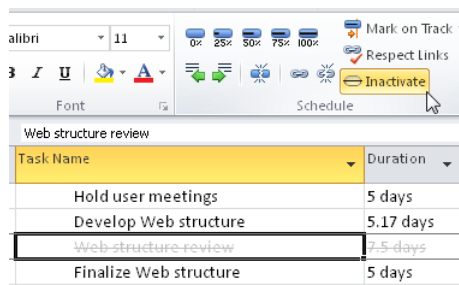 alibri 11 0% 25% 50% 75% 100% Mark on Track
Respect Links
I U A Inactivate
Font Schedule
Web structure review
Task Name Duration
Hold user meetings 5 days
Develop Web structure 5.17 days
Web structure review 7.5 days
Finalize Web structure 5 days